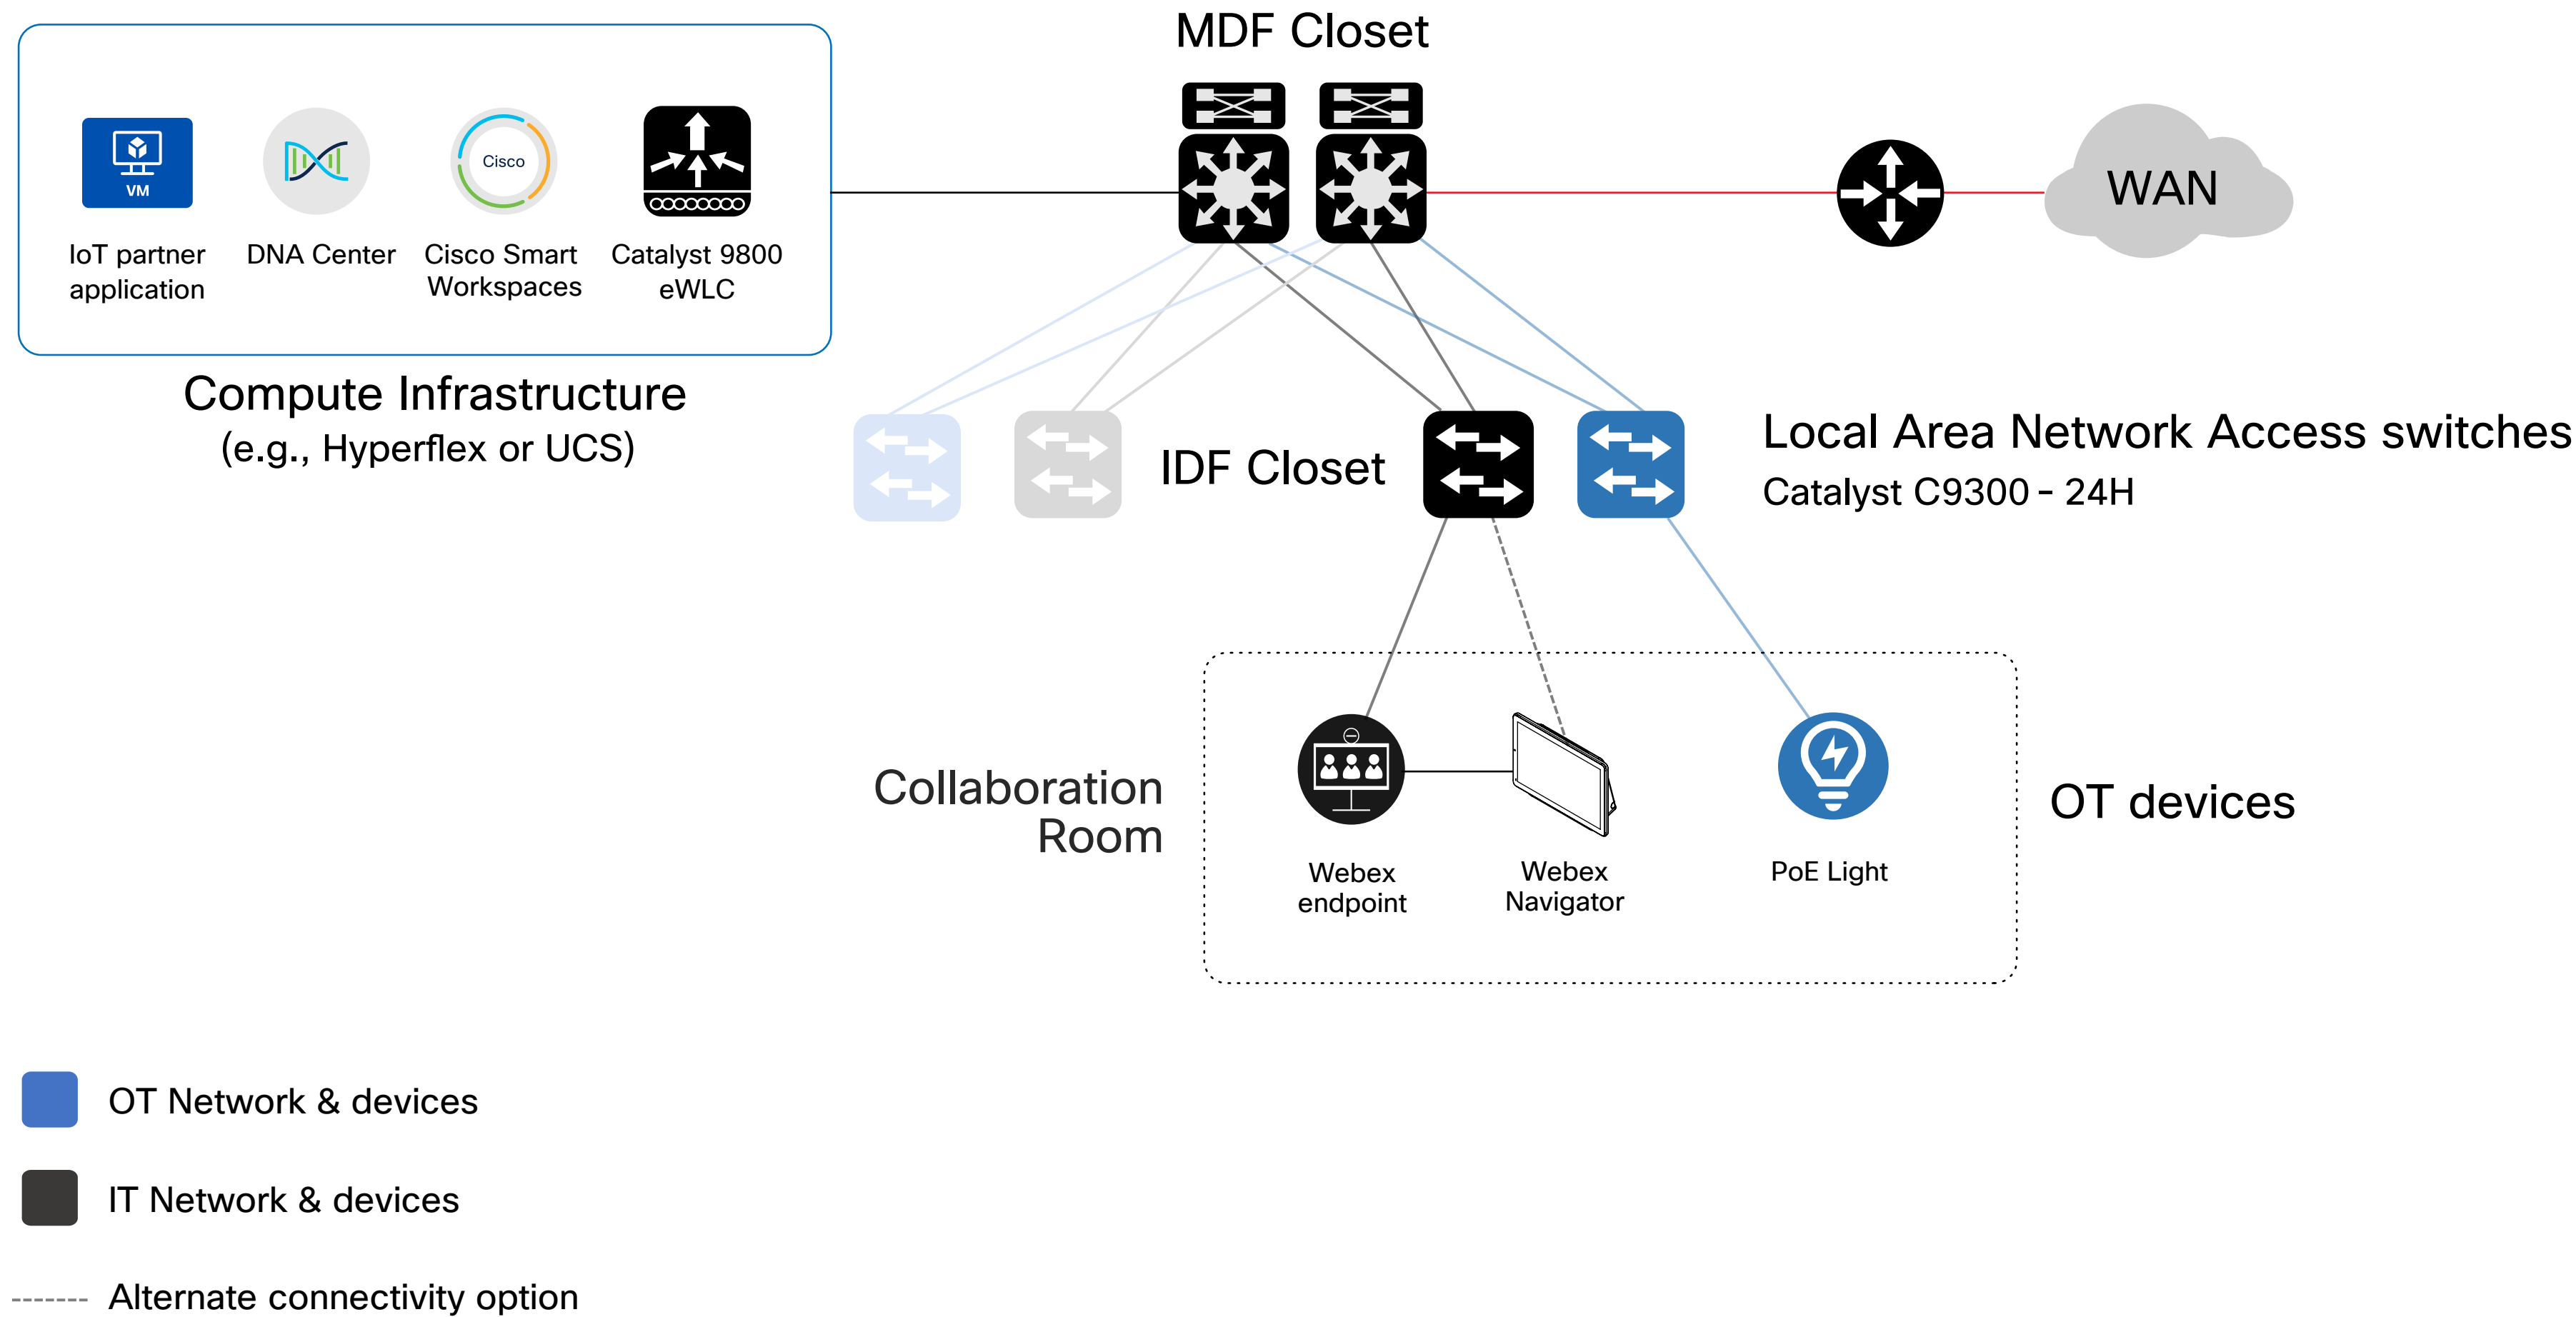 MDF Closet
VM
Cisco
IoT partner
application
DNA Center
Cisco Smart
Workspaces
Catalyst 9800
eWLC
WAN
Compute Infrastructure
(e.g., Hyperflex or UCS)
IDF Closet
Local Area Network Access switches
Catalyst C9300 - 24H
Collaboration
Room
Webex
endpoint
Webex
Navigator
PoE Light
OT devices
OT Network & devices
IT Network & devices
Alternate connectivity option